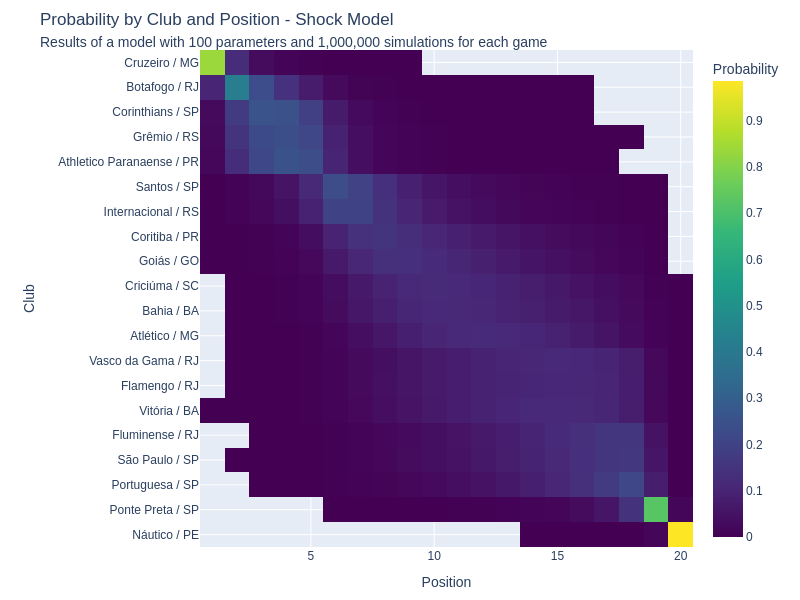 Probability by Club and Position - Shock Model
Results of a model with 100 parameters and 1,000,000 simulations for each game
Probability
Club
Cruzeiro / MG
Botafogo / RJ
Corinthians / SP
Grêmio / RS
Athletico Paranaense / PR
Santos / SP
Internacional / RS
Coritiba / PR
Goiás / GO
Criciúma / SC
Bahia / BA
Atlético / MG
Vasco da Gama / RJ
Flamengo / RJ
Vitória / BA
Fluminense / RJ
São Paulo / SP
Portuguesa / SP
Ponte Preta / SP
Náutico / PE
0.9
0.8
0.7
0.6
0.5
0.4
0.3
0.2
0.1
0
5 10 15 20
Position